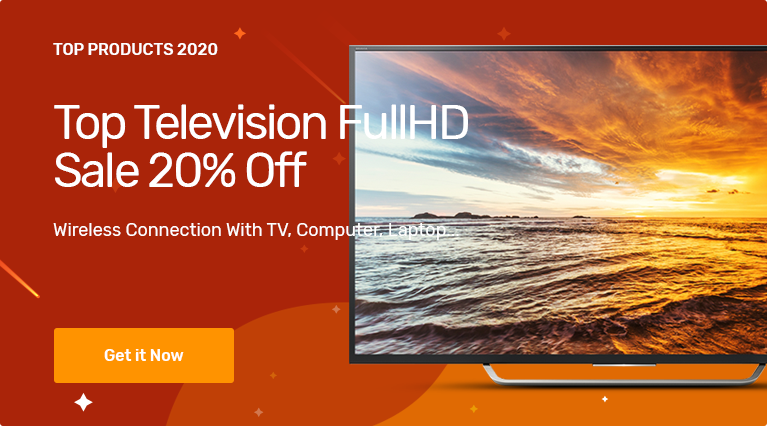 TOP PRODUCTS 2020
Top Television FullHD
Sale 20% Off
Wireless Connection With TV, Computer, Laptop...
Get it Now